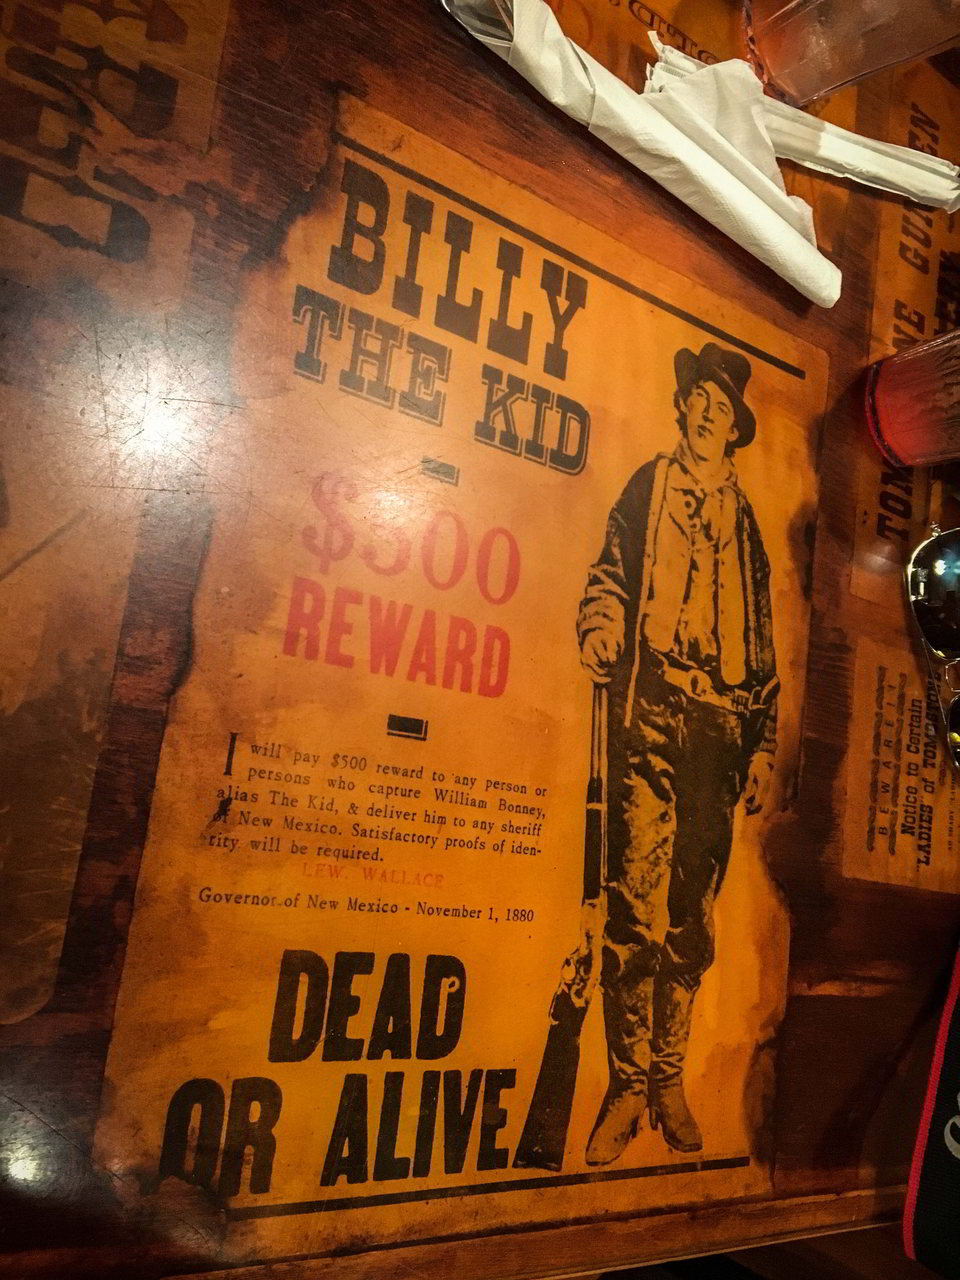 BILLY
THE KID
$500
REWARD
I will pay $500 reward to any person or
persons who capture William Bonney,
alias The Kid, & deliver him to any sheriff
of New Mexico. Satisfactory proofs of iden-
tity will be required.
LEW. WALLACE
Governor of New Mexico - November 1, 1880
DEAD
OR ALIVE
BEWARE!!
Notice to Certain
"LADIES" of TOMBSTONE